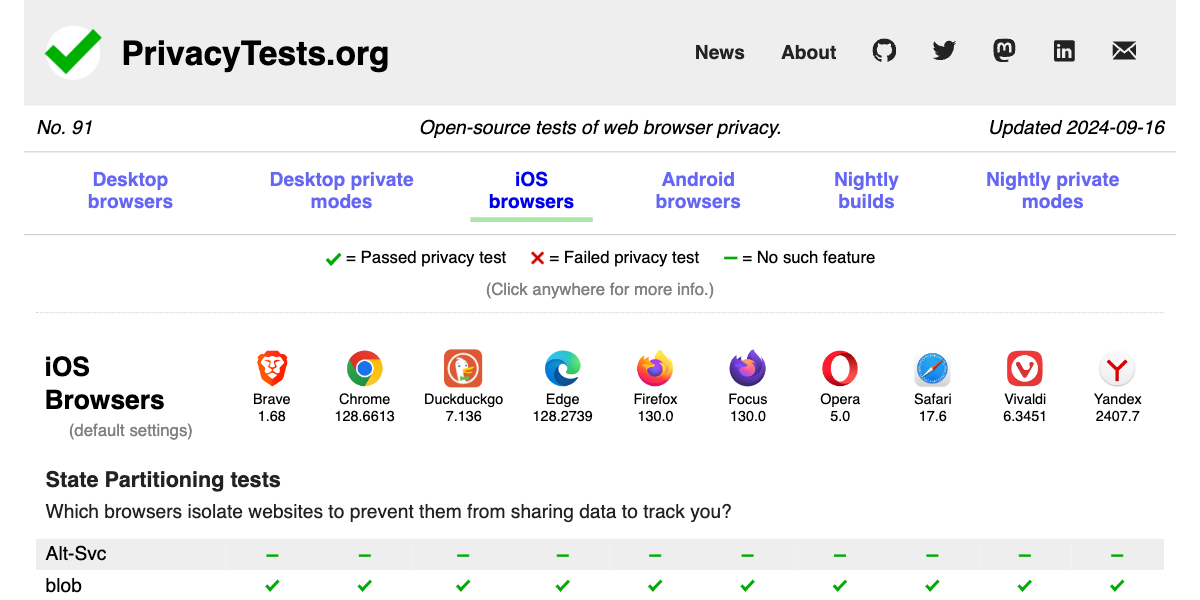 PrivacyTests.org
News About
No. 91 Open-source tests of web browser privacy. Updated 2024-09-16
Desktop browsers Desktop private modes iOS browsers Android browsers Nightly builds Nightly private modes
= Passed privacy test = Failed privacy test = No such feature
(Click anywhere for more info.)
iOS Browsers
(default settings)
Brave Chrome Duckduckgo Edge Firefox Focus Opera Safari Vivaldi Yandex
1.68 128.6613 7.136 128.2739 130.0 130.0 5.0 17.6 6.3451 2407.7
State Partitioning tests
Which browsers isolate websites to prevent them from sharing data to track you?
Alt-Svc
blob